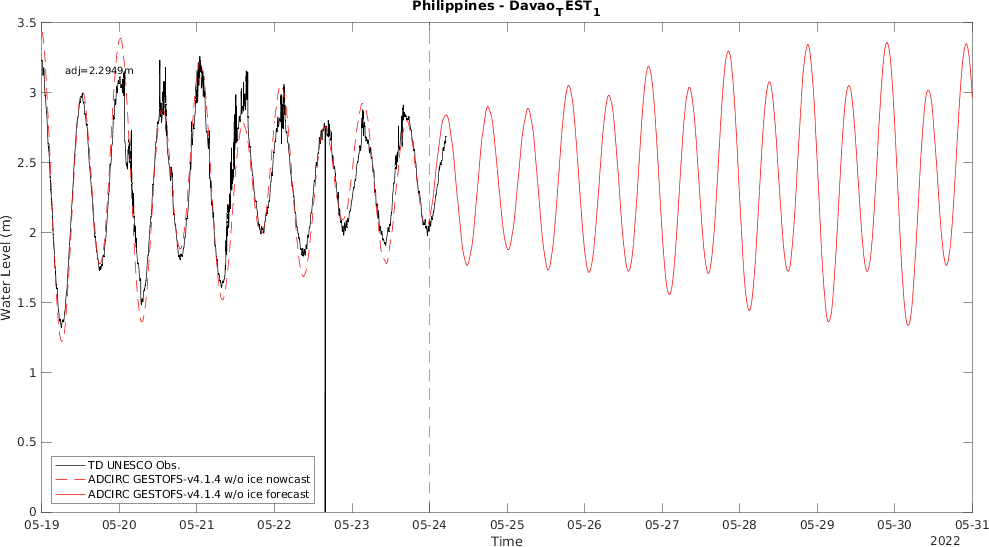 Philippines - Davao_TEST_1
3.5
adj=2.2949m
3
2.5
2
1.5
1
0.5
0
Water Level (m)
TD UNESCO Obs.
ADCIRC GESTOFS-v4.1.4 w/o ice nowcast
ADCIRC GESTOFS-v4.1.4 w/o ice forecast
05-19 05-20 05-21 05-22 05-23 05-24 05-25 05-26 05-27 05-28 05-29 05-30 05-31
Time
2022